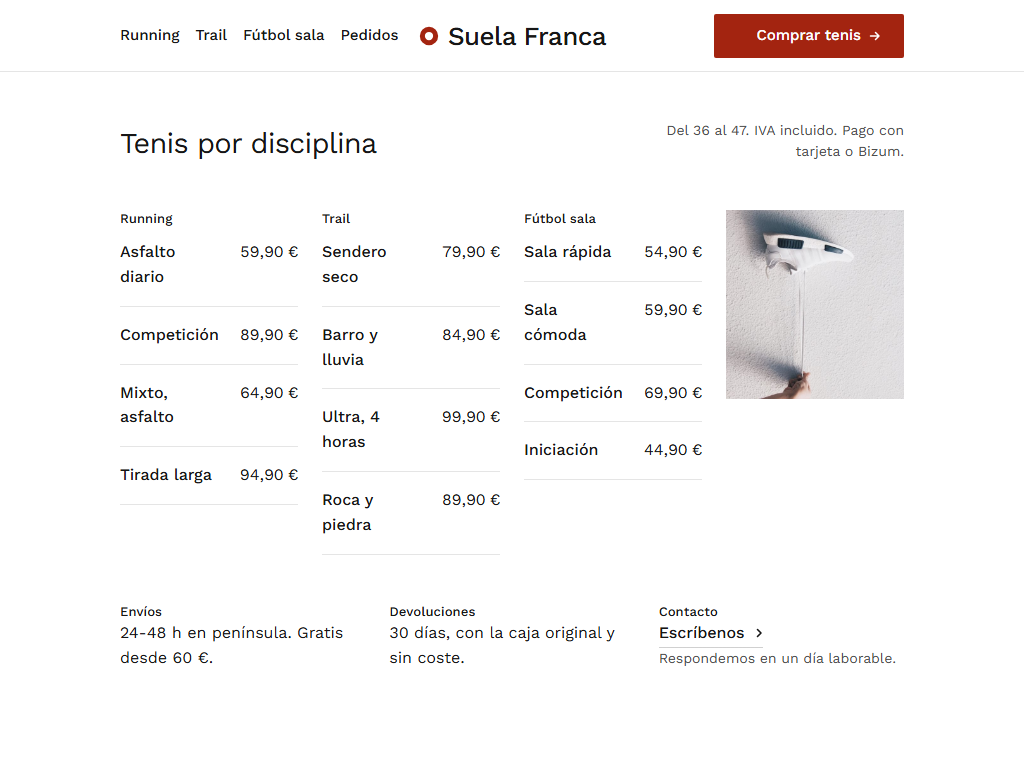 Running Trail Fútbol sala Pedidos Suela Franca Comprar tenis →
Tenis por disciplina
Del 36 al 47. IVA incluido. Pago con
tarjeta o Bizum.
Running
Asfalto 59,90 €
diario
Competición 89,90 €
Mixto, 64,90 €
asfalto
Tirada larga 94,90 €
Trail
Sendero 79,90 €
seco
Barro y 84,90 €
lluvia
Ultra, 4 99,90 €
horas
Roca y 89,90 €
piedra
Fútbol sala
Sala rápida 54,90 €
Sala 59,90 €
cómoda
Competición 69,90 €
Iniciación 44,90 €
Envíos
24-48 h en península. Gratis
desde 60 €.
Devoluciones
30 días, con la caja original y
sin coste.
Contacto
Escríbenos
Respondemos en un día laborable.